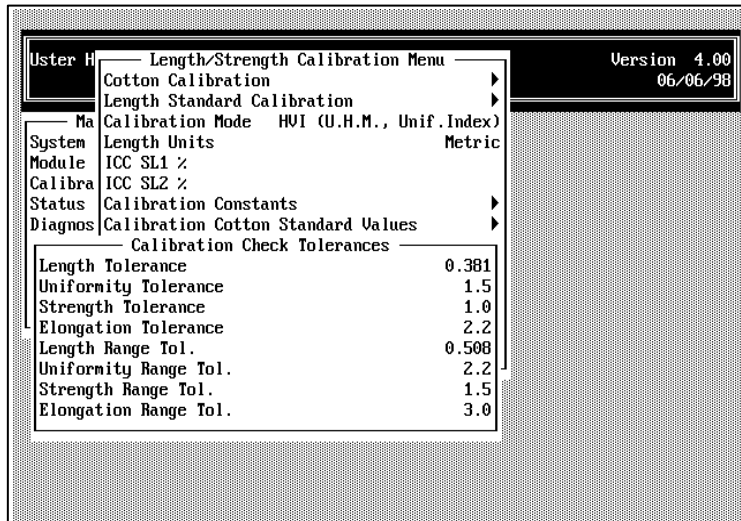 Uster H
Version 4.00
06/06/98
Length/Strength Calibration Menu
Cotton Calibration
Length Standard Calibration
Calibration Mode HVI (U.H.M., Unif.Index)
Length Units Metric
ICC SL1 %
ICC SL2 %
Calibration Constants
Calibration Cotton Standard Values
Ma
System
Module
Calibra
Status
Diagnos
Calibration Check Tolerances
Length Tolerance 0.381
Uniformity Tolerance 1.5
Strength Tolerance 1.0
Elongation Tolerance 2.2
Length Range Tol. 0.508
Uniformity Range Tol. 2.2
Strength Range Tol. 1.5
Elongation Range Tol. 3.0